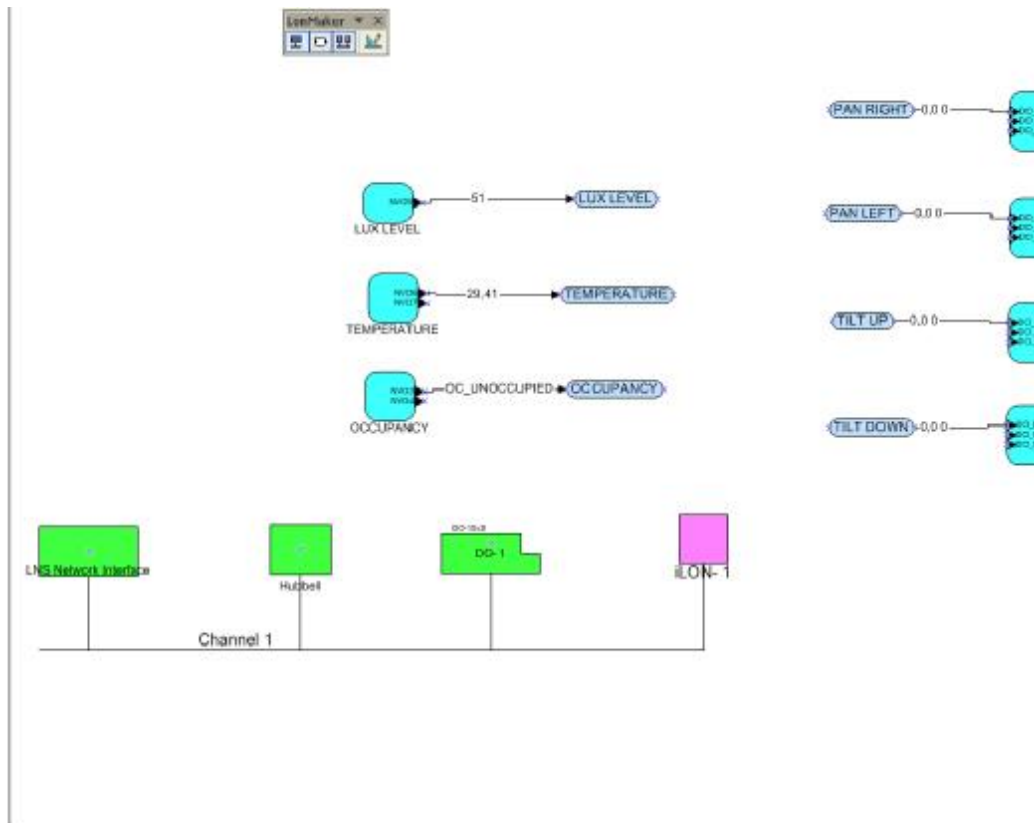 LonMaker
PAN RIGHT 0,0 0
51 LUX LEVEL
LUX LEVEL
PAN LEFT 0,0 0
29,41 TEMPERATURE
TEMPERATURE
TILT UP 0,0 0
OC_UNOCCUPIED OCCUPANCY
OCCUPANCY
TILT DOWN 0,0 0
DO-1
LNS Network Interface
Hubbell
iLON-1
Channel 1